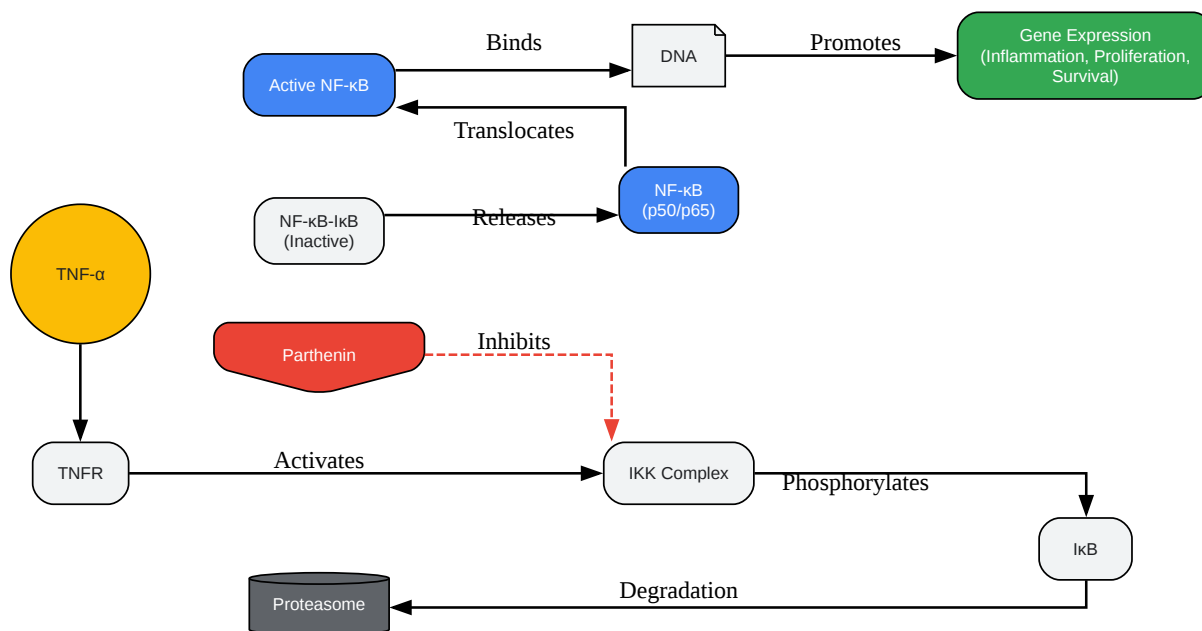 Binds
DNA
Promotes
Gene Expression
(Inflammation, Proliferation,
Survival)
Active NF-κB
Translocates
NF-κB
(p50/p65)
NF-κB-IκB
(Inactive)
Releases
TNF-α
Parthenin
Inhibits
TNFR
Activates
IKK Complex
Phosphorylates
IκB
Degradation
Proteasome